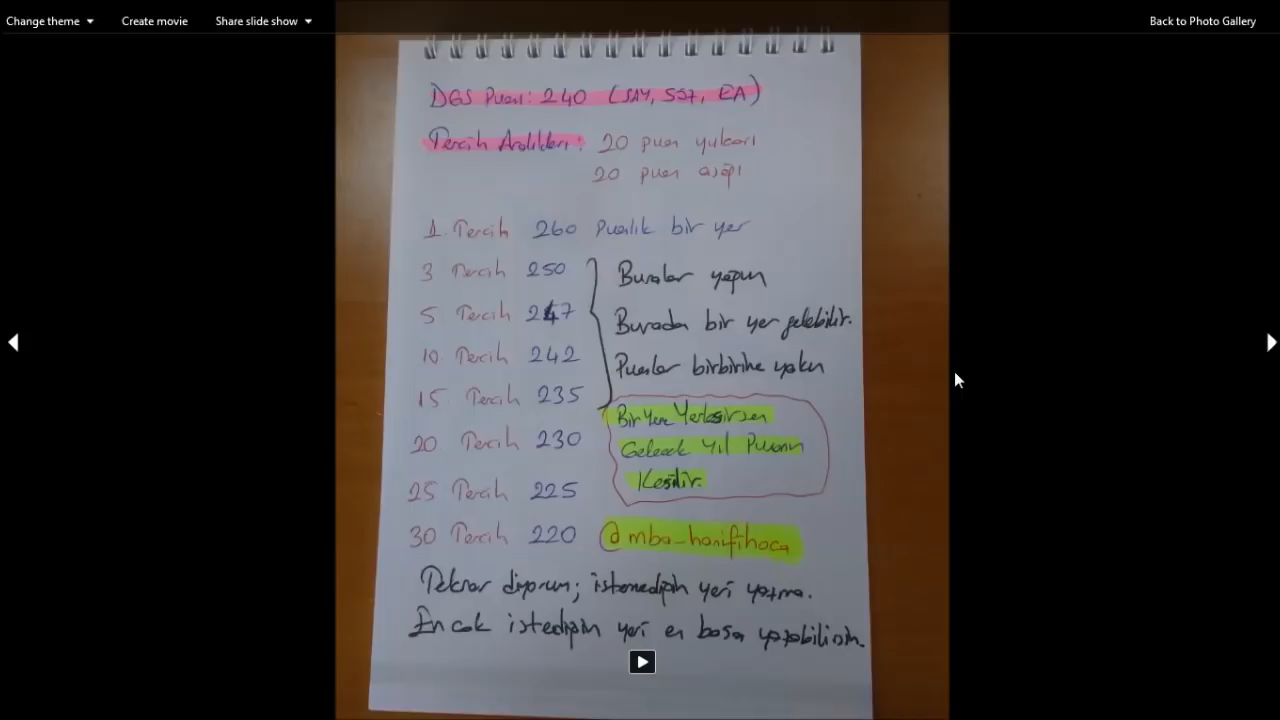 Change theme
Create movie
Share slide show
Back to Photo Gallery
DGS Puanı: 240 (SAY, SÖZ, EA)
Tercih Aralıkları: 20 puan yukarı
20 puan aşağı
1 Tercih 260 Puanlık bir yer
3 Tercih 250
5 Tercih 247
10 Tercih 242
15 Tercih 235
20 Tercih 230
25 Tercih 225
30 Tercih 220
Buralar yapun
Burada bir yer gelebilir.
Puanlar birbirine yakın
Bir Yere Yerleşirsen
Gelecek Yıl Puanın
Kesilir.
@mba_hanifihoca
Tekrar diyorum; istemediğin yeri yazma.
En çok istediğin yeri en başa yazabilirsin.